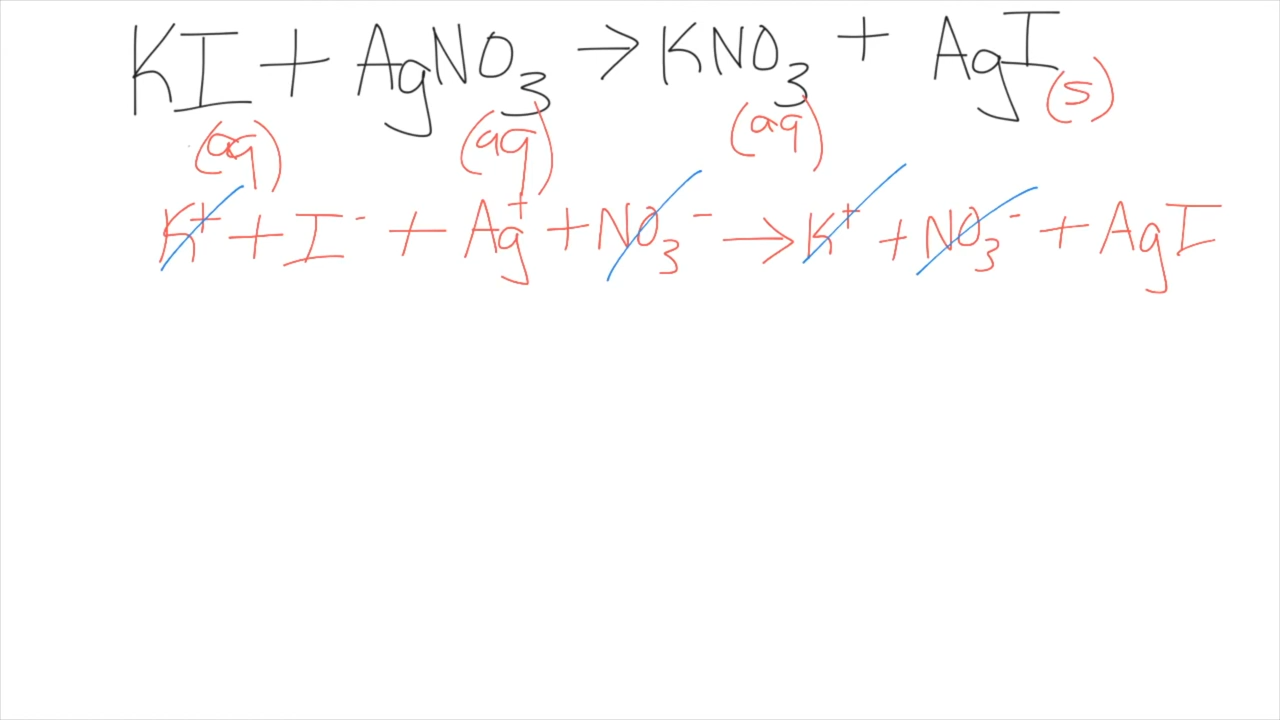 KI + AgNO₃ → KNO₃ + AgI
(aq) (aq) (aq) (s)
K⁺ + I⁻ + Ag⁺ + NO₃⁻ → K⁺ + NO₃⁻ + AgI